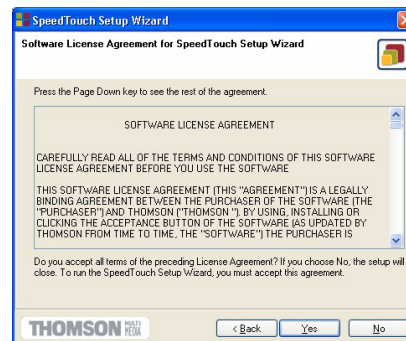 SpeedTouch Setup Wizard
Software License Agreement for SpeedTouch Setup Wizard
Press the Page Down key to see the rest of the agreement.
SOFTWARE LICENSE AGREEMENT
CAREFULLY READ ALL OF THE TERMS AND CONDITIONS OF THIS SOFTWARE
LICENSE AGREEMENT BEFORE YOU USE THE SOFTWARE
THIS SOFTWARE LICENSE AGREEMENT (THIS "AGREEMENT") IS A LEGALLY
BINDING AGREEMENT BETWEEN THE PURCHASER OF THE SOFTWARE (THE
"PURCHASER") AND THOMSON ("THOMSON "). BY USING, INSTALLING OR
CLICKING THE ACCEPTANCE BUTTON OF THE SOFTWARE (AS UPDATED BY
THOMSON FROM TIME TO TIME, THE "SOFTWARE") THE PURCHASER IS
Do you accept all terms of the preceding License Agreement? If you choose No, the setup will
close. To run the SpeedTouch Setup Wizard, you must accept this agreement.
THOMSON MULTI MEDIA
< Back Yes No